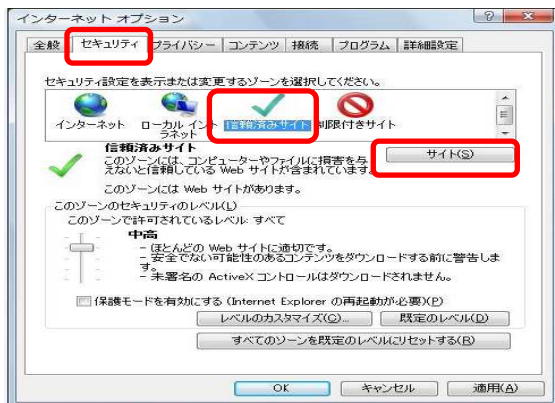 インターネット オプション
全般 セキュリティ プライバシー コンテンツ 接続 プログラム 詳細設定
セキュリティ設定を表示または変更するゾーンを選択してください。
インターネット ローカル イントラネット 信頼済みサイト 制限付きサイト
信頼済みサイト
サイト(S)
このゾーンには、コンピューターやファイルに損害を与
えないと信頼している Web サイトが含まれています。
このゾーンには Web サイトがあります。
このゾーンのセキュリティのレベル(L)
このゾーンで許可されているレベル: すべて
中高
- ほとんどの Web サイトに適切です。
- 安全でない可能性のあるコンテンツをダウンロードする前に警告しま
す。
- 未署名の ActiveX コントロールはダウンロードされません。
保護モードを有効にする (Internet Explorer の再起動が必要)(P)
レベルのカスタマイズ(C)... 既定のレベル(D)
すべてのゾーンを既定のレベルにリセットする(R)
OK キャンセル 適用(A)